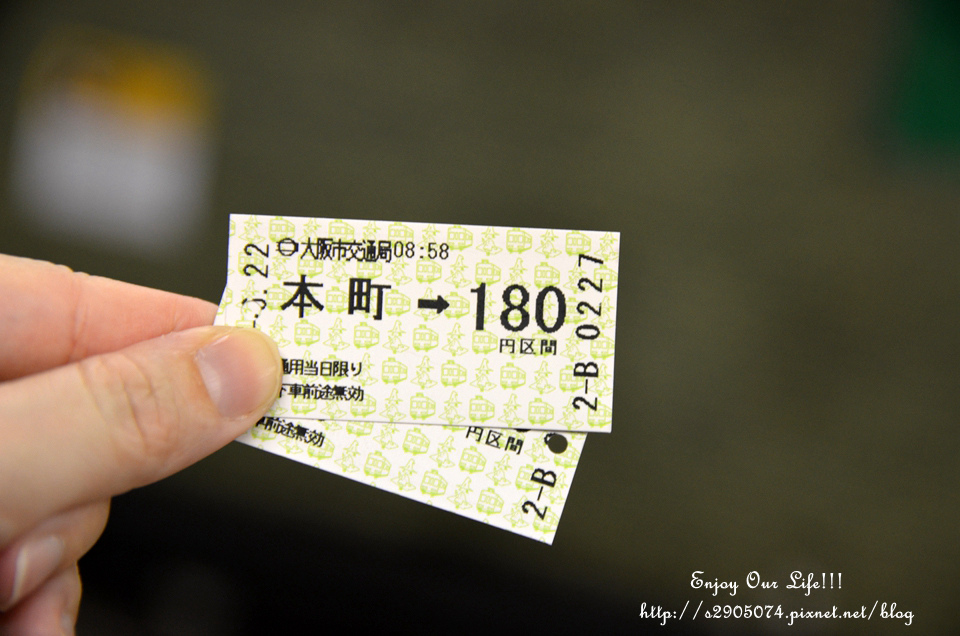 大阪市交通局08:58
-3.22
本町➡180
円区間
2-B 0227
通用当日限り
下車前途無効
車前途無効
円区間
2-B
Enjoy Our Life!!!
http://s2905074.pixnet.net/blog